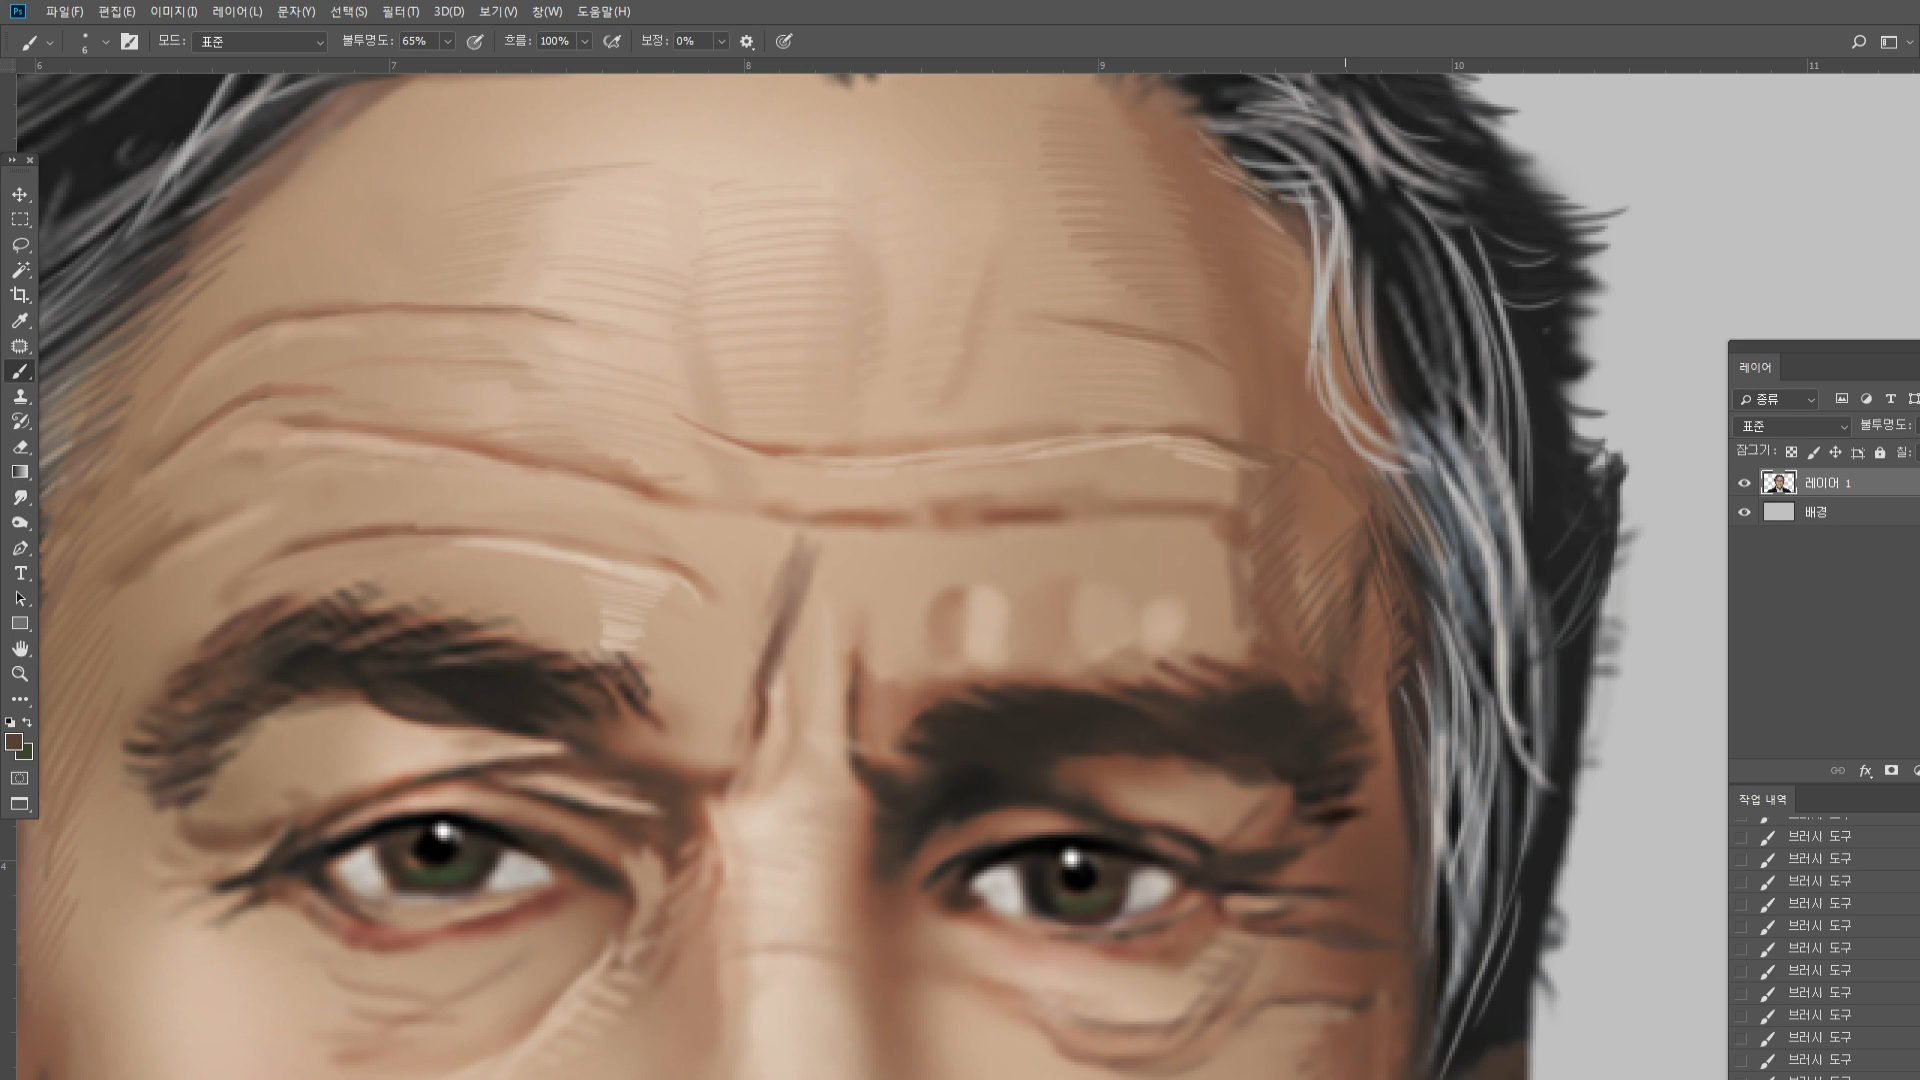 Ps 파일(F) 편집(E) 이미지(I) 레이어(L) 문자(Y) 선택(S) 필터(T) 3D(D) 보기(V) 창(W) 도움말(H)
6 모드: 표준 불투명도: 65% 흐름: 100% 보정: 0%
6 7 8 9 10 11
레이어
종류
표준 불투명도:
잠그기: 칠:
레이어 1
배경
fx
작업 내역
브러시 도구
브러시 도구
브러시 도구
브러시 도구
브러시 도구
브러시 도구
브러시 도구
브러시 도구
브러시 도구
브러시 도구
브러시 도구
4